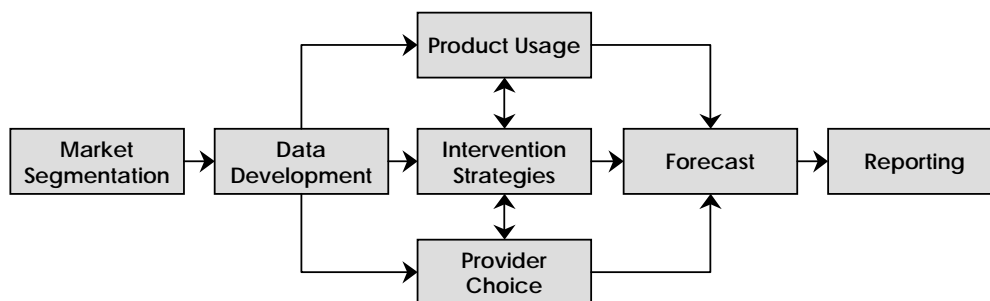 Product Usage
Market
Segmentation
Data
Development
Intervention
Strategies
Forecast
Reporting
Provider
Choice